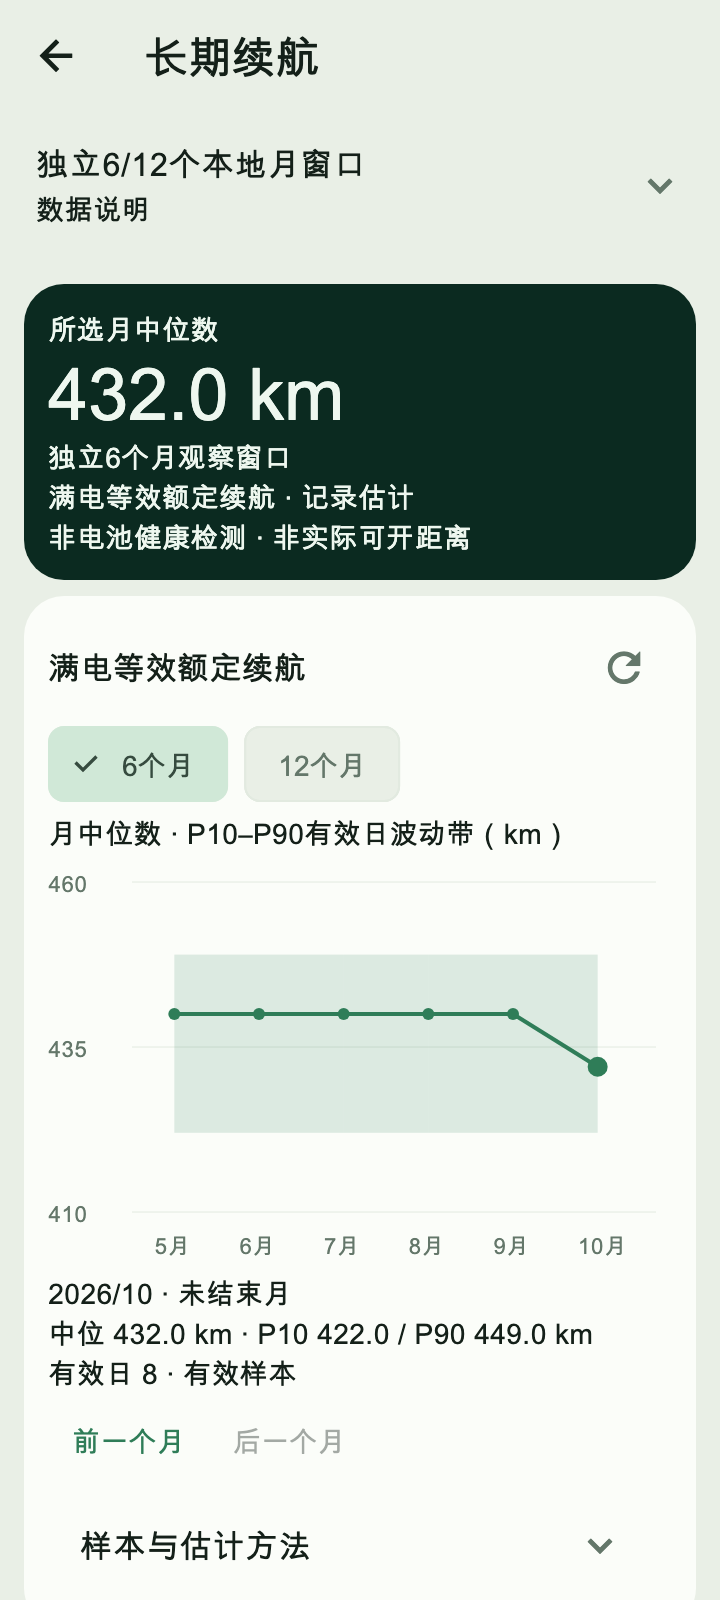 长期续航
独立6/12个本地月窗口
数据说明
所选月中位数
432.0 km
独立6个月观察窗口
满电等效额定续航 · 记录估计
非电池健康检测 · 非实际可开距离
满电等效额定续航
6个月
12个月
月中位数 · P10–P90有效日波动带（km）
460
435
410
5月 6月 7月 8月 9月 10月
2026/10 · 未结束月
中位 432.0 km · P10 422.0 / P90 449.0 km
有效日 8 · 有效样本
前一个月 后一个月
样本与估计方法